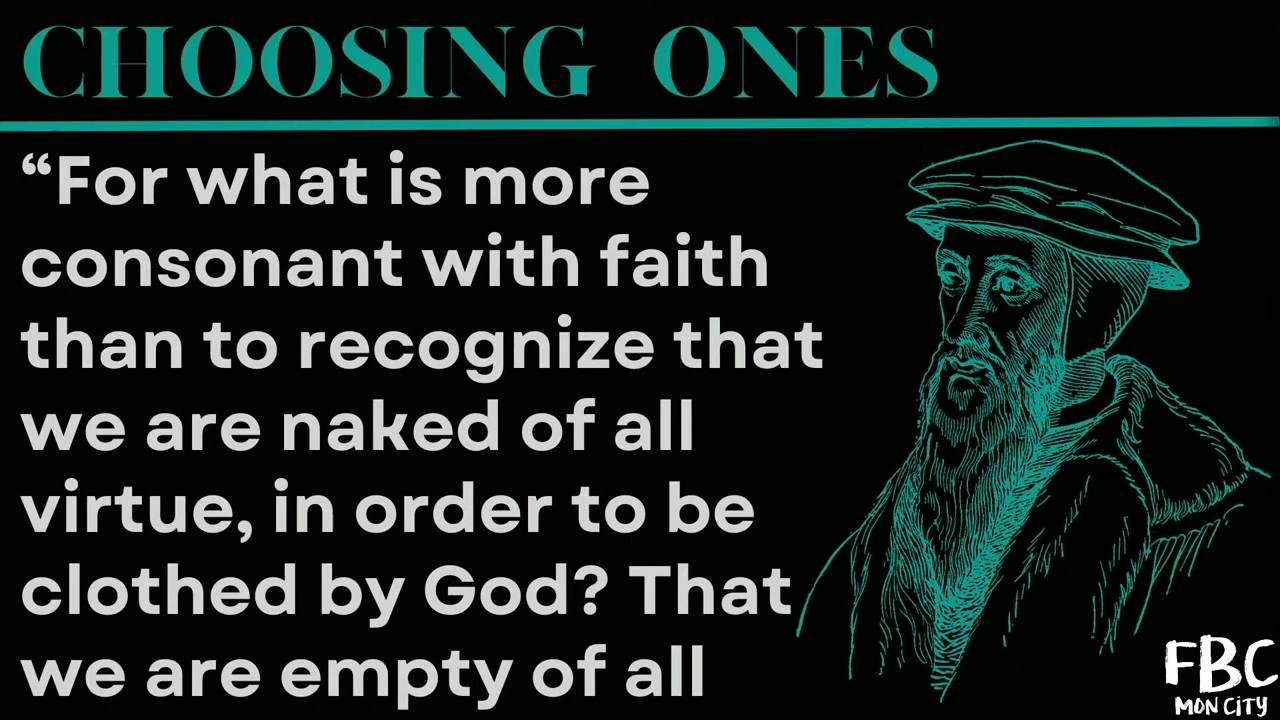 CHOOSING ONES
“For what is more
consonant with faith
than to recognize that
we are naked of all
virtue, in order to be
clothed by God? That
we are empty of all
FBC
MON CiTY